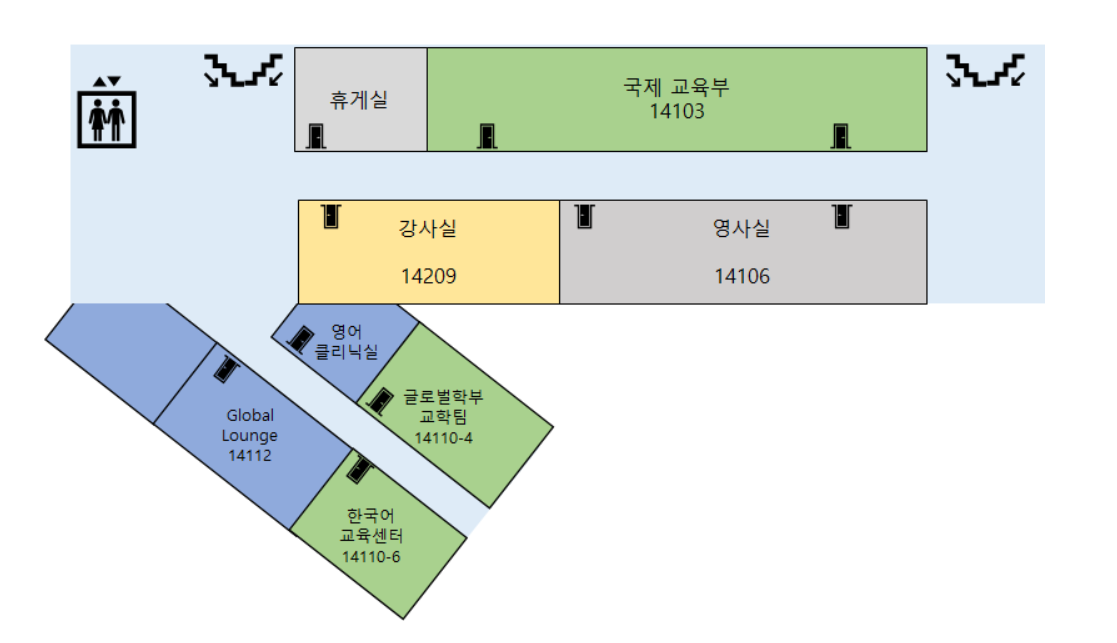 휴게실
국제 교육부
14103
강사실
14209
영사실
14106
영어
클리닉실
글로벌학부
교학팀
14110-4
Global
Lounge
14112
한국어
교육센터
14110-6